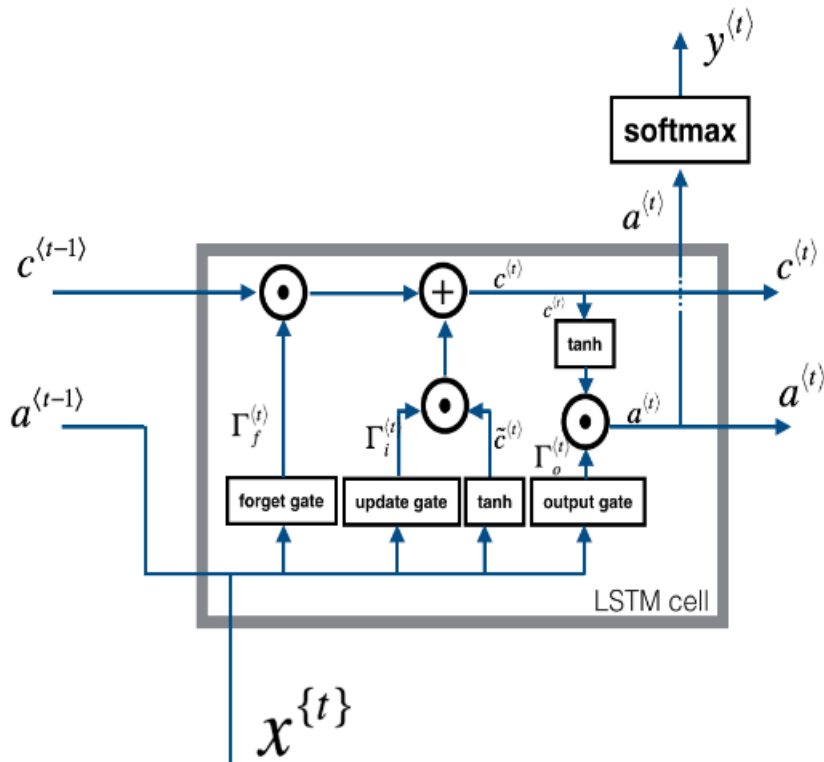 y⟨t⟩
softmax
a⟨t⟩
c⟨t−1⟩
c⟨t⟩
c⟨t⟩
c⟨t⟩
tanh
a⟨t−1⟩
Γf⟨t⟩
Γi⟨t⟩
c̃⟨t⟩
Γo⟨t⟩
a⟨t⟩
a⟨t⟩
forget gate
update gate
tanh
output gate
LSTM cell
x{t}